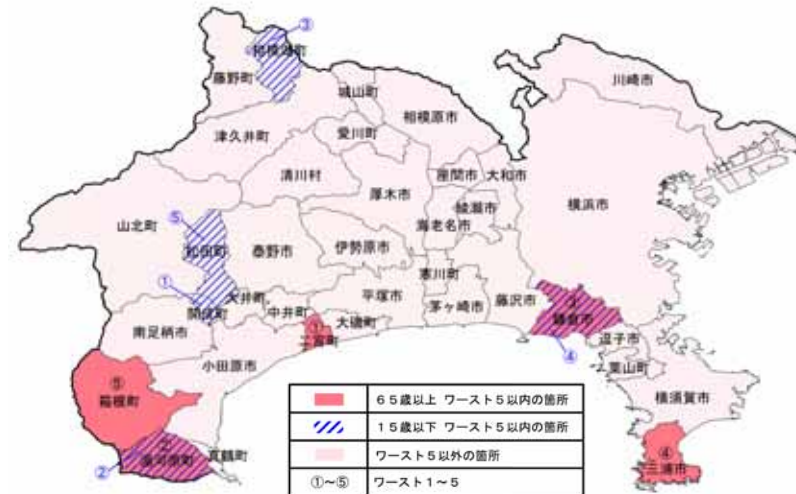 ③
相模湖町
藤野町
城山町
川崎市
相模原市
津久井町
愛川町
清川村
座間市
大和市
厚木市
綾瀬市
横浜市
山北町
⑤
松田町
秦野市
伊勢原市
海老名市
①
開成町
大井町
中井町
平塚市
寒川町
茅ヶ崎市
藤沢市
③
鎌倉市
④
逗子市
葉山町
南足柄市
①
二宮町
大磯町
小田原市
横須賀市
⑤
箱根町
②
湯河原町
②
真鶴町
④
三浦市
65歳以上 ワースト5以内の箇所
15歳以下 ワースト5以内の箇所
ワースト5以外の箇所
①～⑤ ワースト1～5